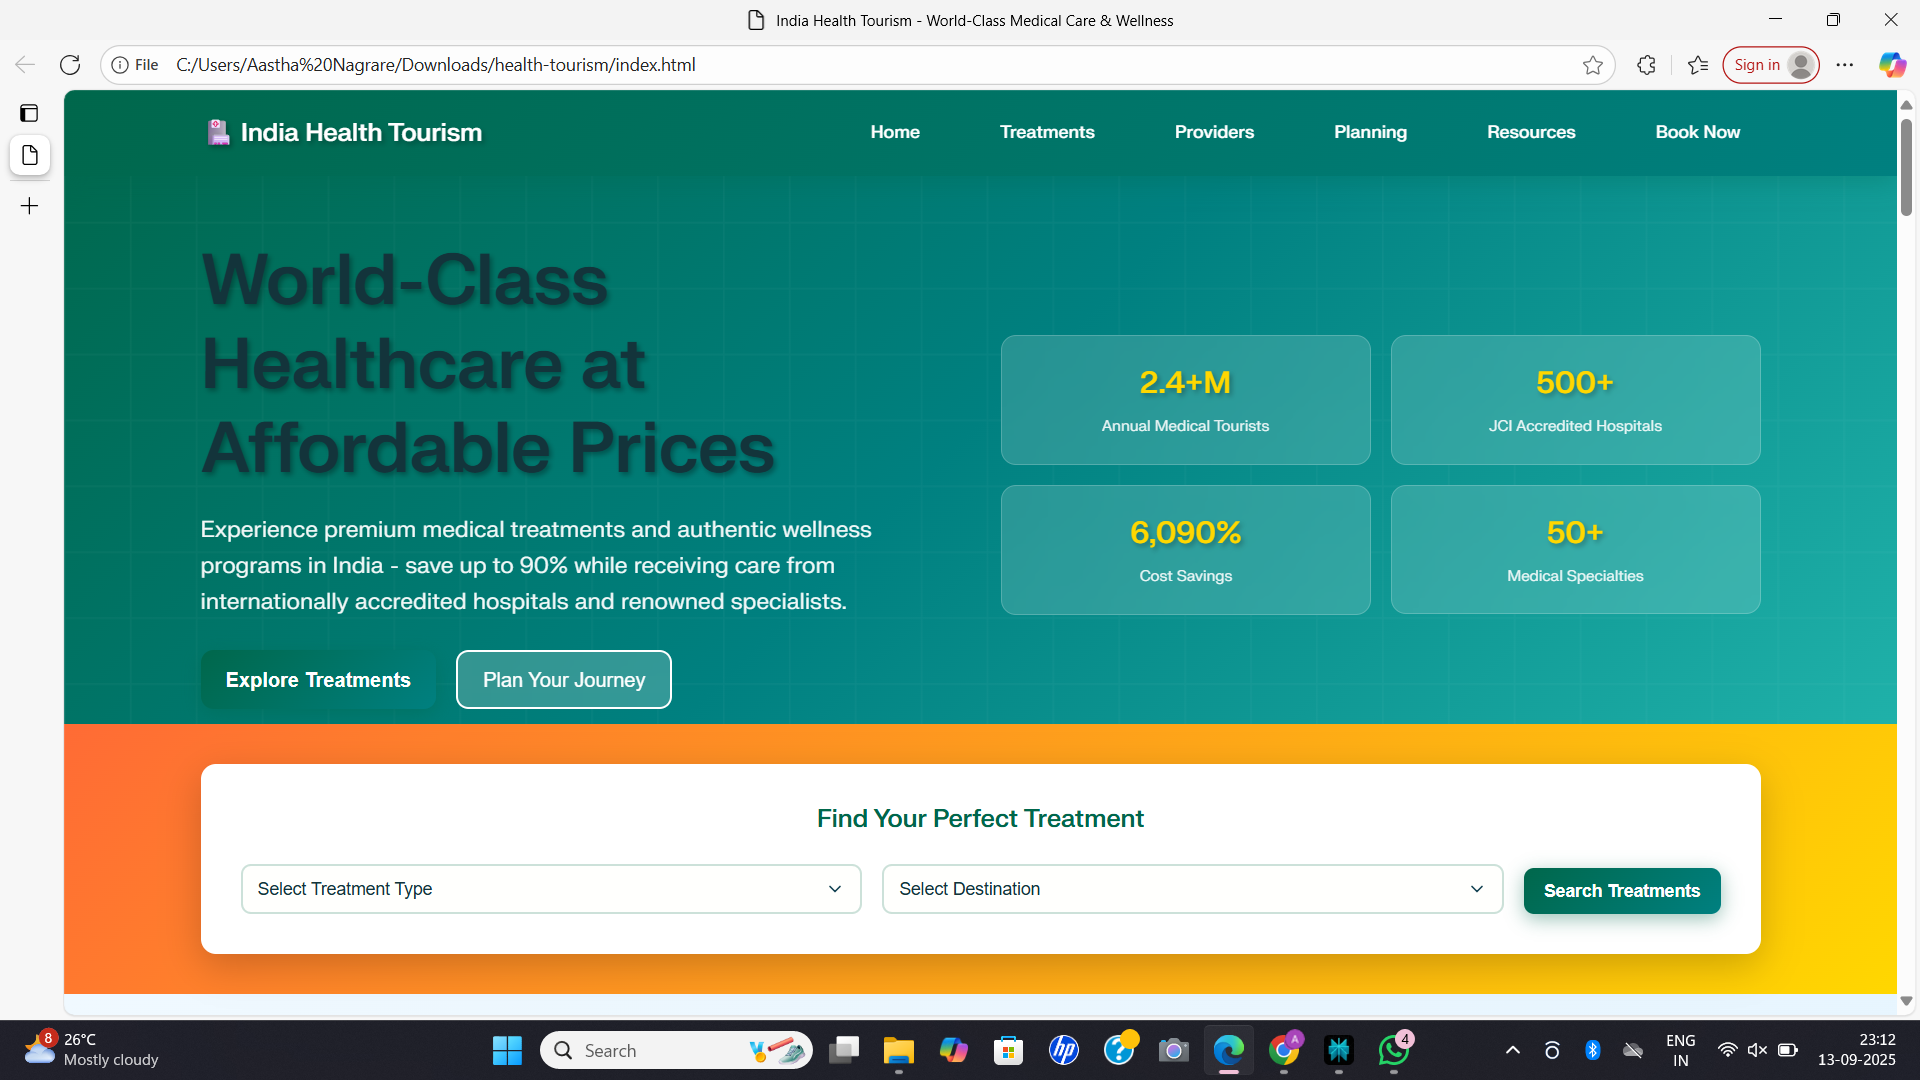 India Health Tourism - World-Class Medical Care & Wellness
File C:/Users/Aastha%20Nagrare/Downloads/health-tourism/index.html
Sign in
India Health Tourism
Home Treatments Providers Planning Resources Book Now
World-Class
Healthcare at
Affordable Prices
Experience premium medical treatments and authentic wellness
programs in India - save up to 90% while receiving care from
internationally accredited hospitals and renowned specialists.
Explore Treatments Plan Your Journey
2.4+M
Annual Medical Tourists
500+
JCI Accredited Hospitals
6,090%
Cost Savings
50+
Medical Specialties
Find Your Perfect Treatment
Select Treatment Type
Select Destination
Search Treatments
8
26°C
Mostly cloudy
Search
hp
A
4
ENG
IN
23:12
13-09-2025